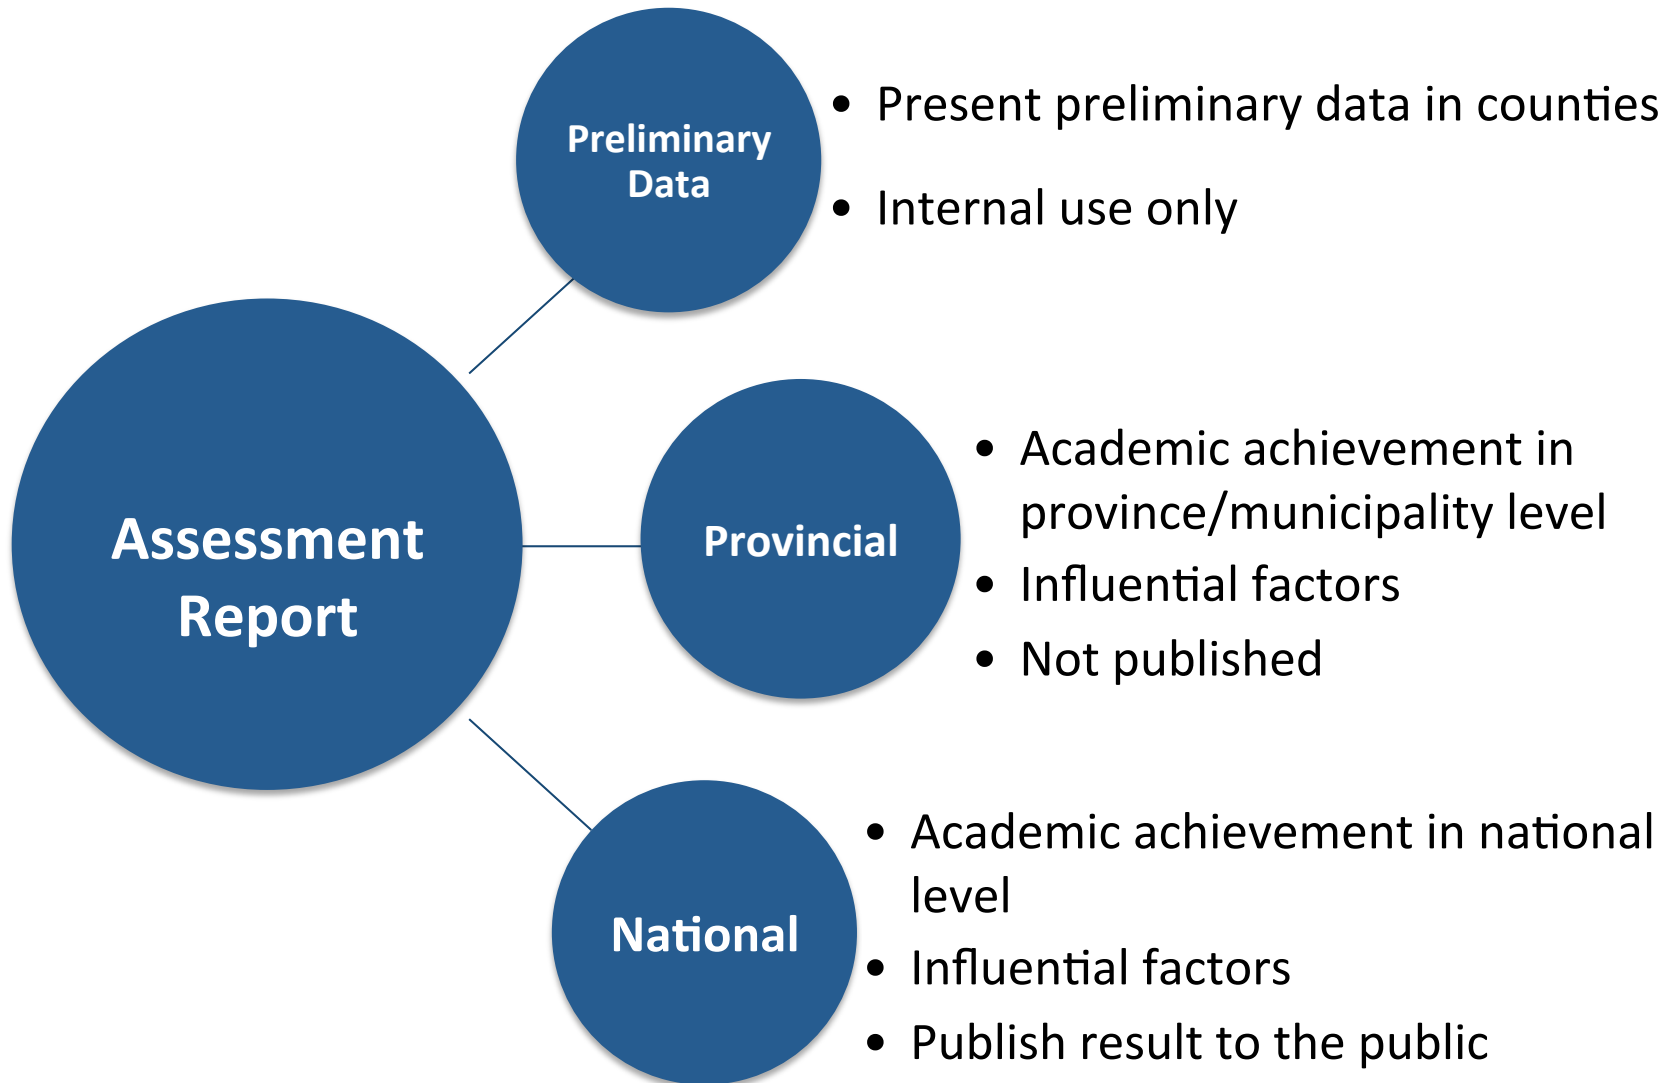 Preliminary
Data
• Present preliminary data in counties
• Internal use only
Assessment
Report
Provincial
• Academic achievement in
province/municipality level
• Influential factors
• Not published
National
• Academic achievement in national
level
• Influential factors
• Publish result to the public